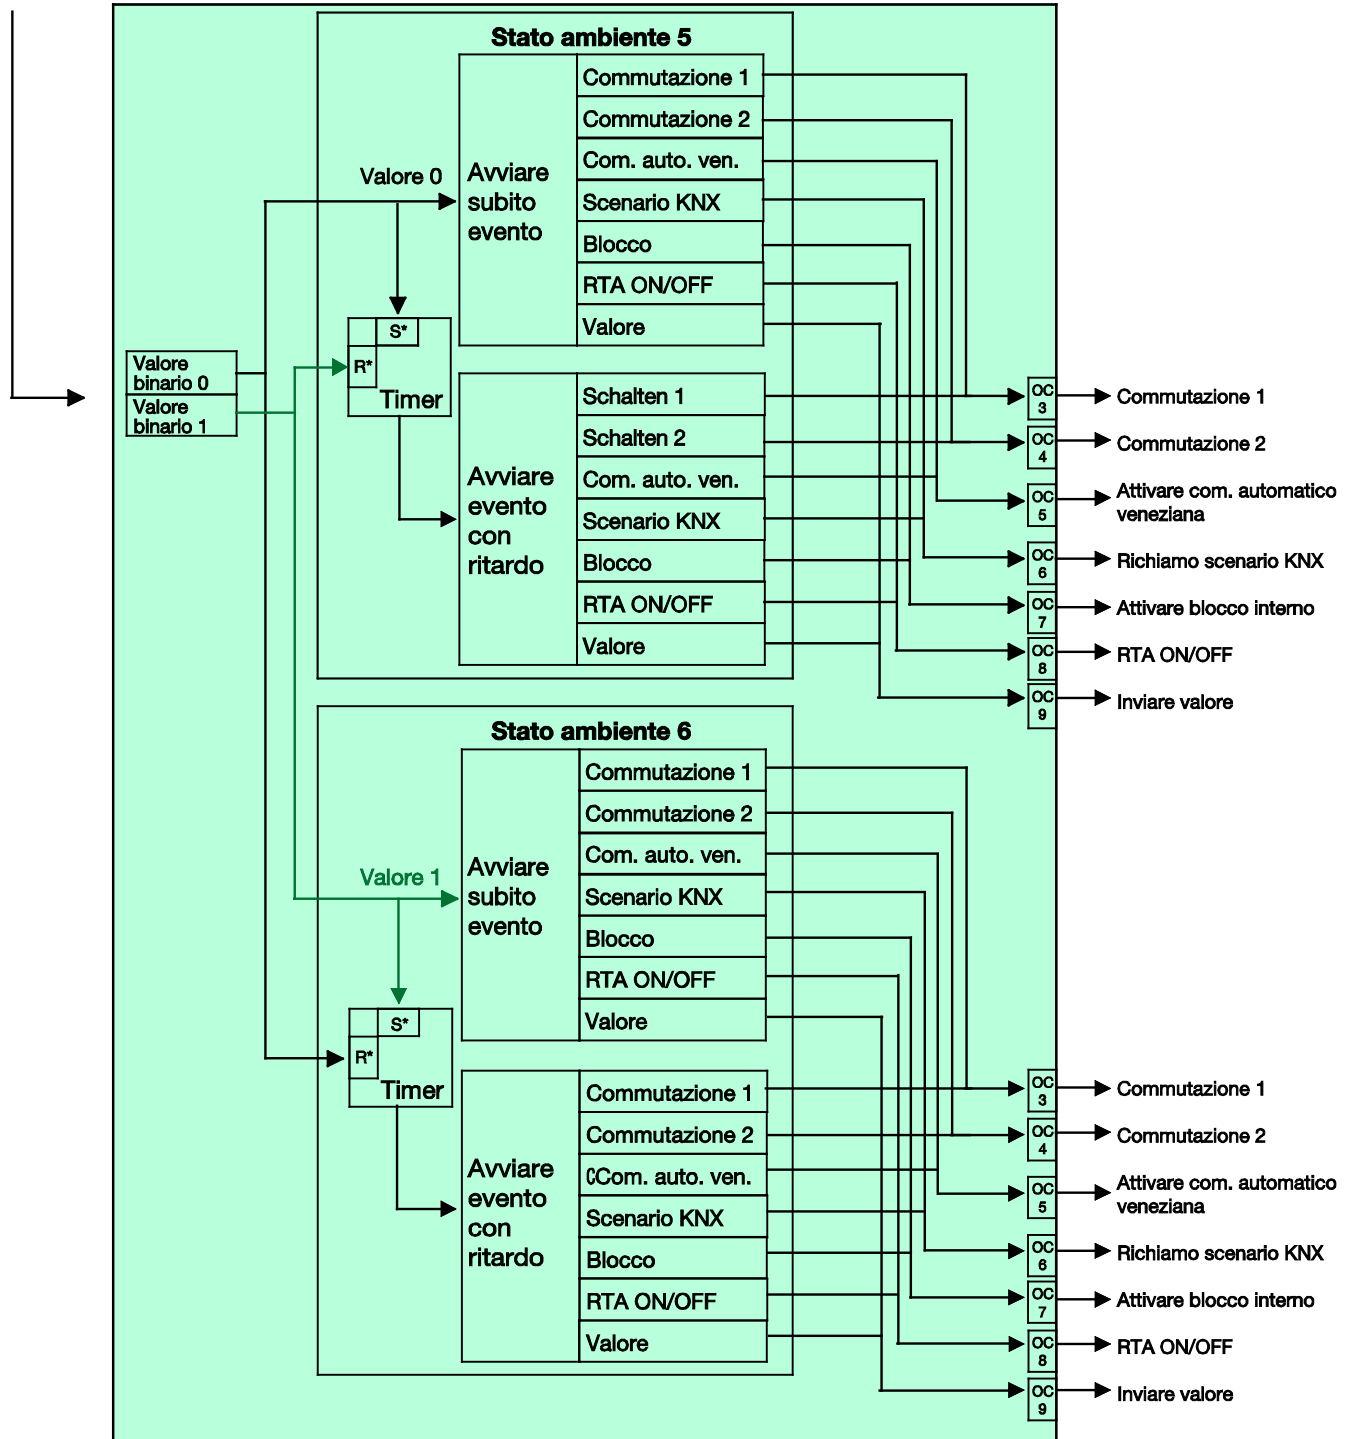 Stato ambiente 5
Commutazione 1
Commutazione 2
Com. auto. ven.
Scenario KNX
Blocco
RTA ON/OFF
Valore
Valore 0
Avviare
subito
evento
S*
R*
Timer
Valore
binario 0
Valore
binario 1
Schalten 1
Schalten 2
Com. auto. ven.
Scenario KNX
Blocco
RTA ON/OFF
Valore
Avviare
evento
con
ritardo
OC
3
Commutazione 1
OC
4
Commutazione 2
OC
5
Attivare com. automatico
veneziana
OC
6
Richiamo scenario KNX
OC
7
Attivare blocco interno
OC
8
RTA ON/OFF
OC
9
Inviare valore
Stato ambiente 6
Commutazione 1
Commutazione 2
Com. auto. ven.
Scenario KNX
Blocco
RTA ON/OFF
Valore
Valore 1
Avviare
subito
evento
S*
R*
Timer
Commutazione 1
Commutazione 2
CCom. auto. ven.
Scenario KNX
Blocco
RTA ON/OFF
Valore
Avviare
evento
con
ritardo
OC
3
Commutazione 1
OC
4
Commutazione 2
OC
5
Attivare com. automatico
veneziana
OC
6
Richiamo scenario KNX
OC
7
Attivare blocco interno
OC
8
RTA ON/OFF
OC
9
Inviare valore